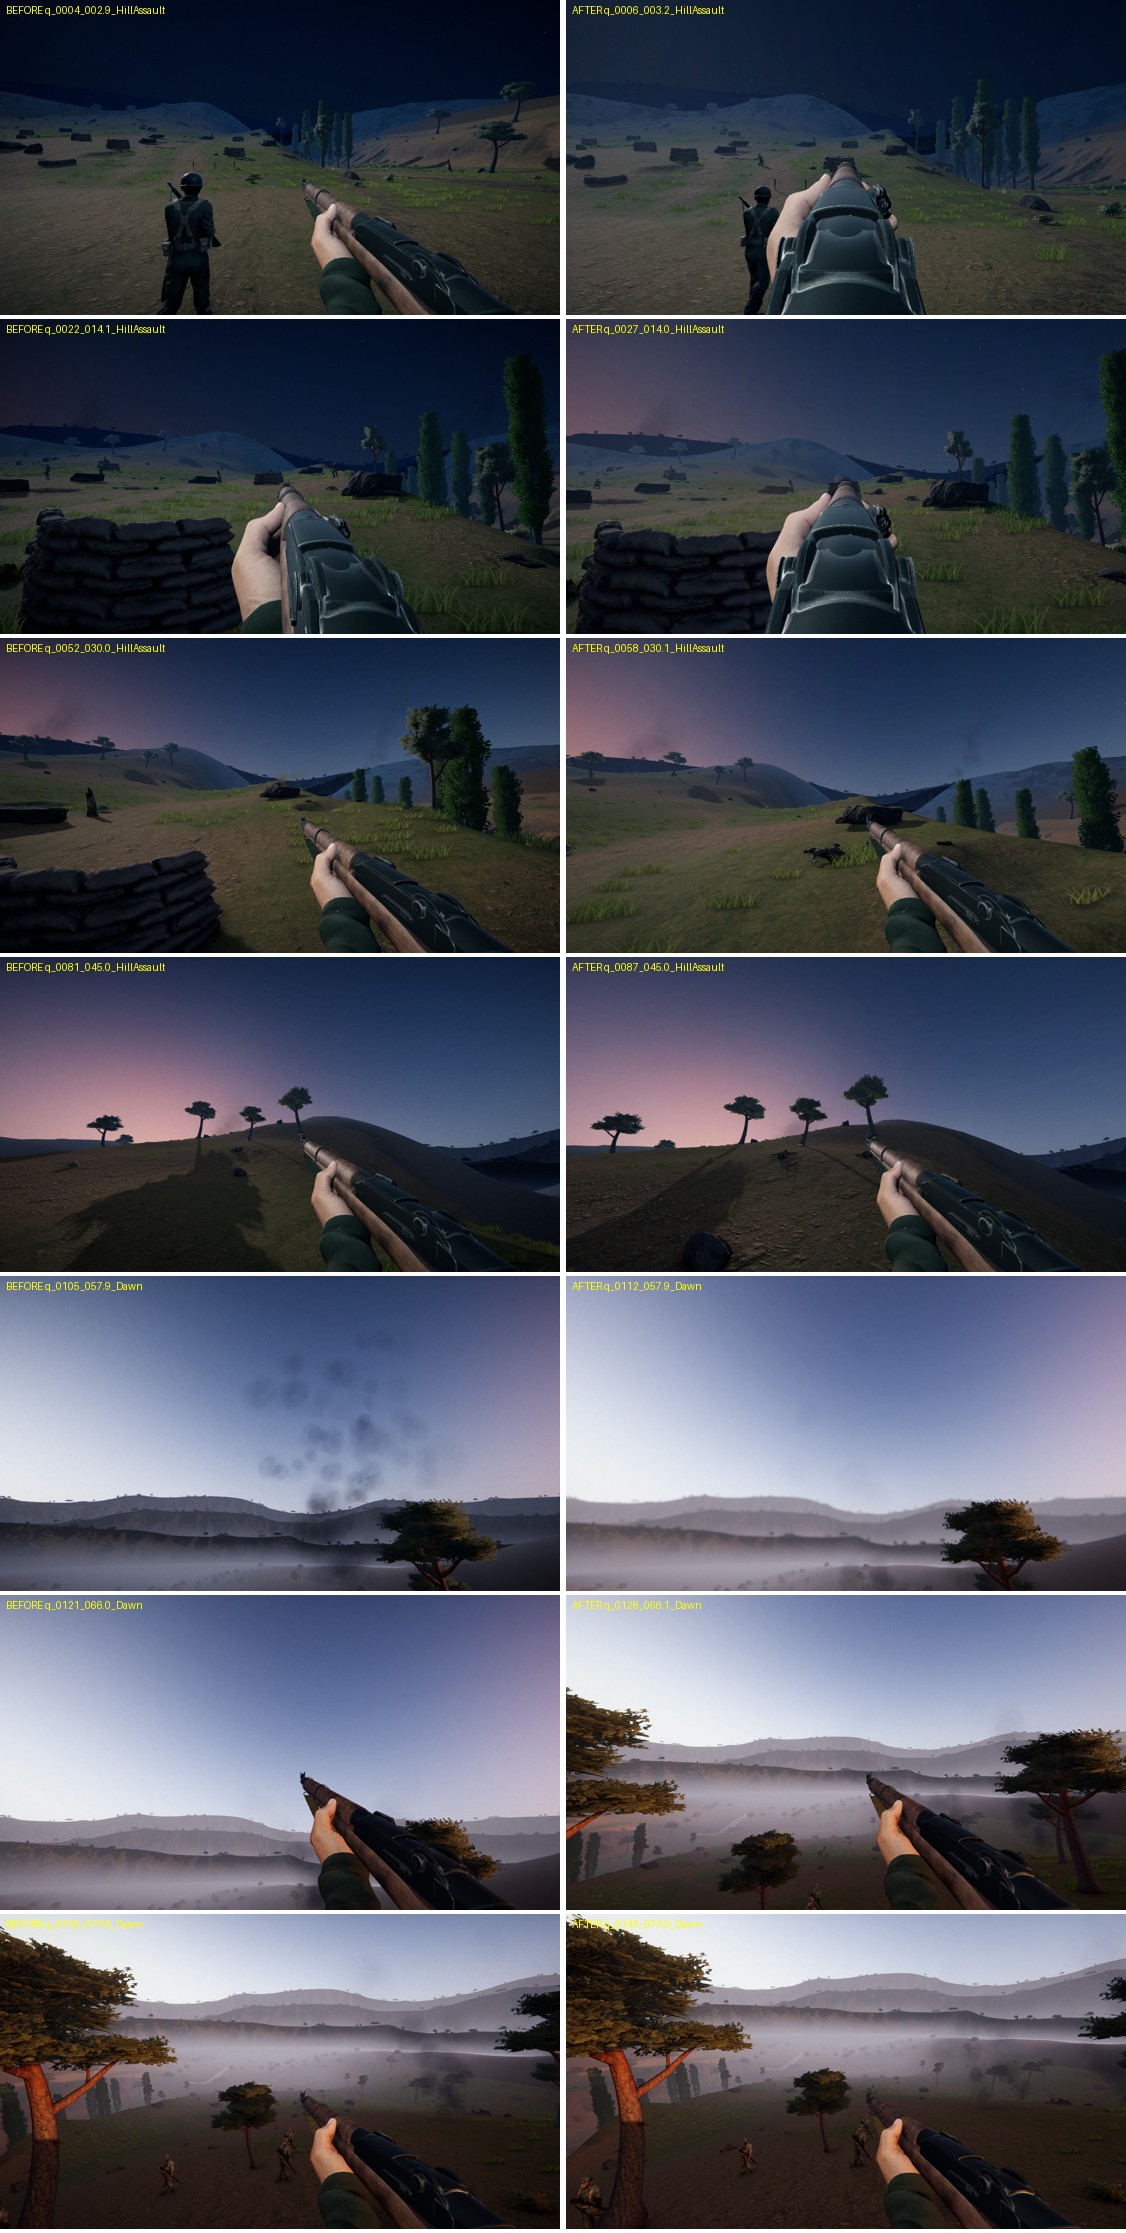 BEFORE q_0004_002.9_HillAssault
AFTER q_0006_003.2_HillAssault
BEFORE q_0022_014.1_HillAssault
AFTER q_0027_014.0_HillAssault
BEFORE q_0052_030.0_HillAssault
AFTER q_0058_030.1_HillAssault
BEFORE q_0081_045.0_HillAssault
AFTER q_0087_045.0_HillAssault
BEFORE q_0105_057.9_Dawn
AFTER q_0112_057.9_Dawn
BEFORE q_0121_066.0_Dawn
AFTER q_0128_066.1_Dawn